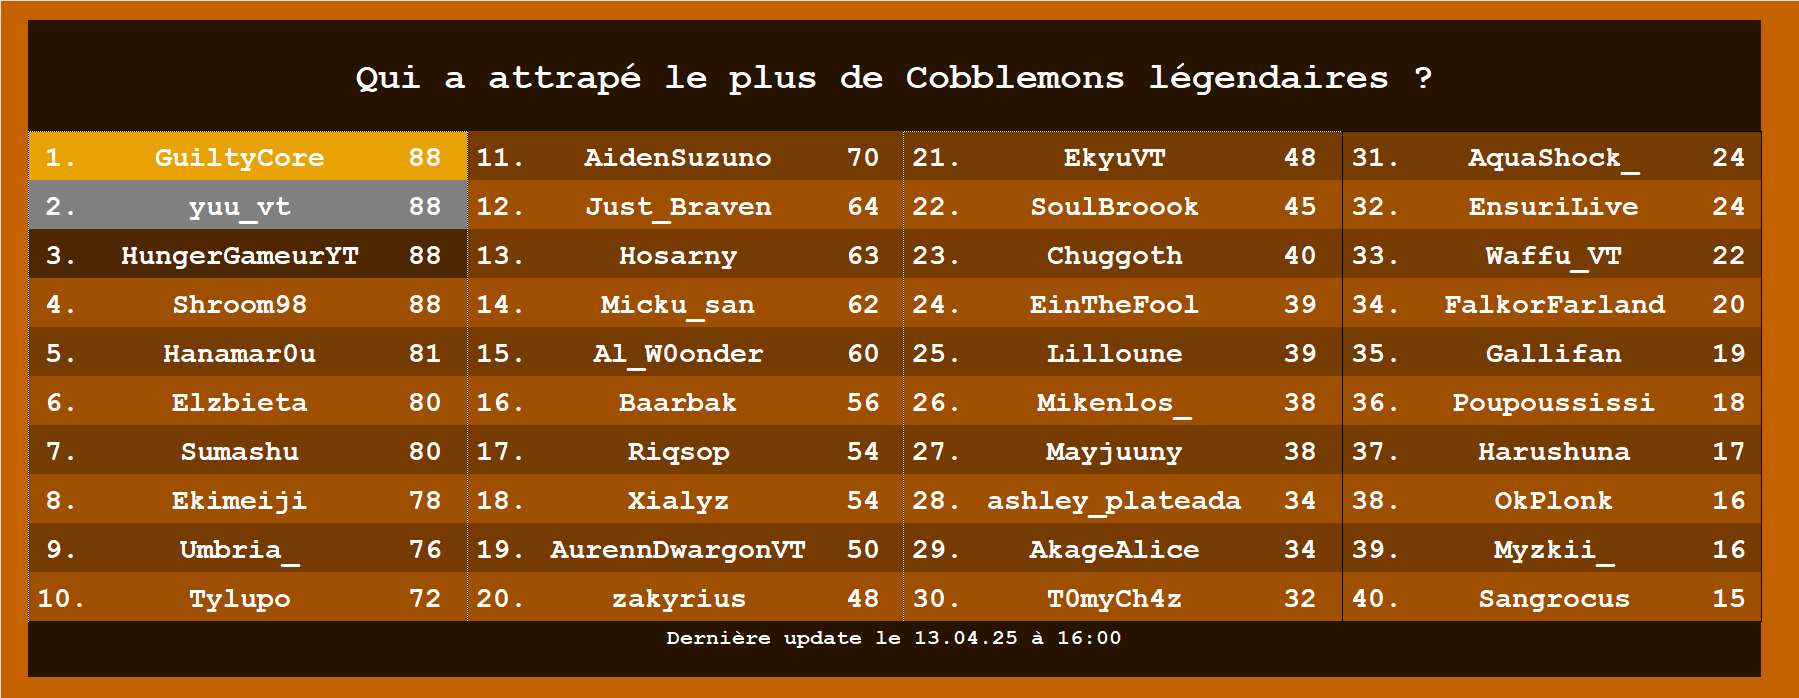 Qui a attrapé le plus de Cobblemons légendaires ?
1. GuiltyCore 88 11. AidenSuzuno 70 21. EkyuVT 48 31. AquaShock_ 24
2. yuu_vt 88 12. Just_Braven 64 22. SoulBroook 45 32. EnsuriLive 24
3. HungerGameurYT 88 13. Hosarny 63 23. Chuggoth 40 33. Waffu_VT 22
4. Shroom98 88 14. Micku_san 62 24. EinTheFool 39 34. FalkorFarland 20
5. Hanamar0u 81 15. Al_W0onder 60 25. Lilloune 39 35. Gallifan 19
6. Elzbieta 80 16. Baarbak 56 26. Mikenlos_ 38 36. Poupoussissi 18
7. Sumashu 80 17. Riqsop 54 27. Mayjuuny 38 37. Harushuna 17
8. Ekimeiji 78 18. Xialyz 54 28. ashley_plateada 34 38. OkPlonk 16
9. Umbria_ 76 19. AurennDwargonVT 50 29. AkageAlice 34 39. Myzkii_ 16
10. Tylupo 72 20. zakyrius 48 30. T0myCh4z 32 40. Sangrocus 15
Dernière update le 13.04.25 à 16:00